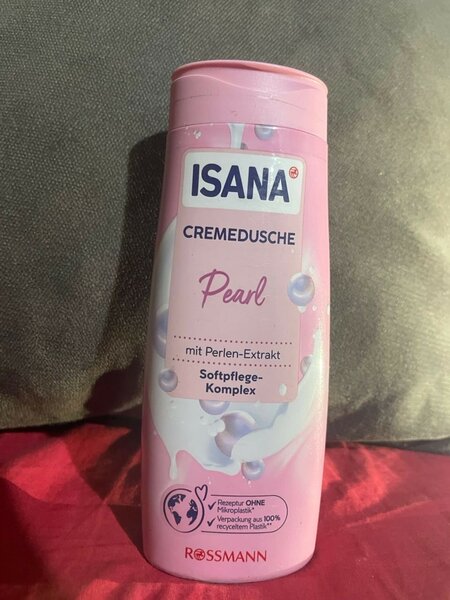 ISANA
CREMEDUSCHE
Pearl
mit Perlen-Extrakt
Softpflege-
Komplex
Rezeptur OHNE
Mikroplastik*
Verpackung aus 100%
recyceltem Plastik**
ROSSMANN